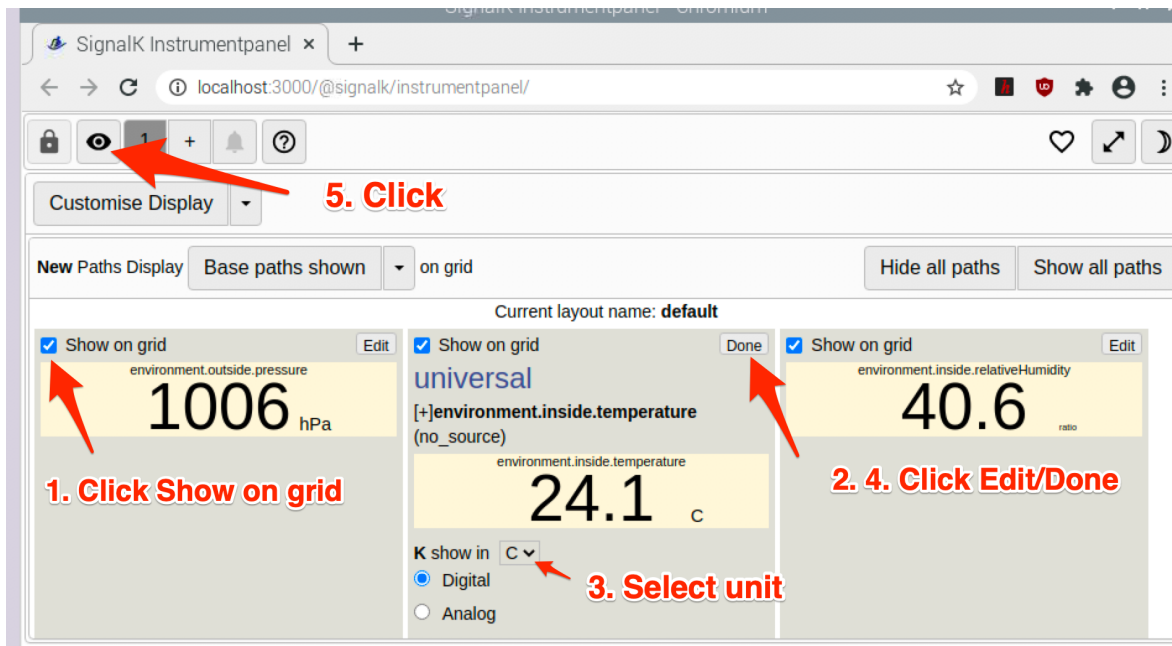 SignalK Instrumentpanel - Chromium
SignalK Instrumentpanel × +
localhost:3000/@signalk/instrumentpanel/
1 +
5. Click
Customise Display
New Paths Display Base paths shown on grid Hide all paths Show all paths
Current layout name: default
Show on grid Edit
environment.outside.pressure
1006 hPa
1. Click Show on grid
Show on grid Done
universal
[+]environment.inside.temperature
(no_source)
environment.inside.temperature
24.1 C
K show in C
3. Select unit
Digital
Analog
Show on grid Edit
environment.inside.relativeHumidity
40.6 ratio
2. 4. Click Edit/Done